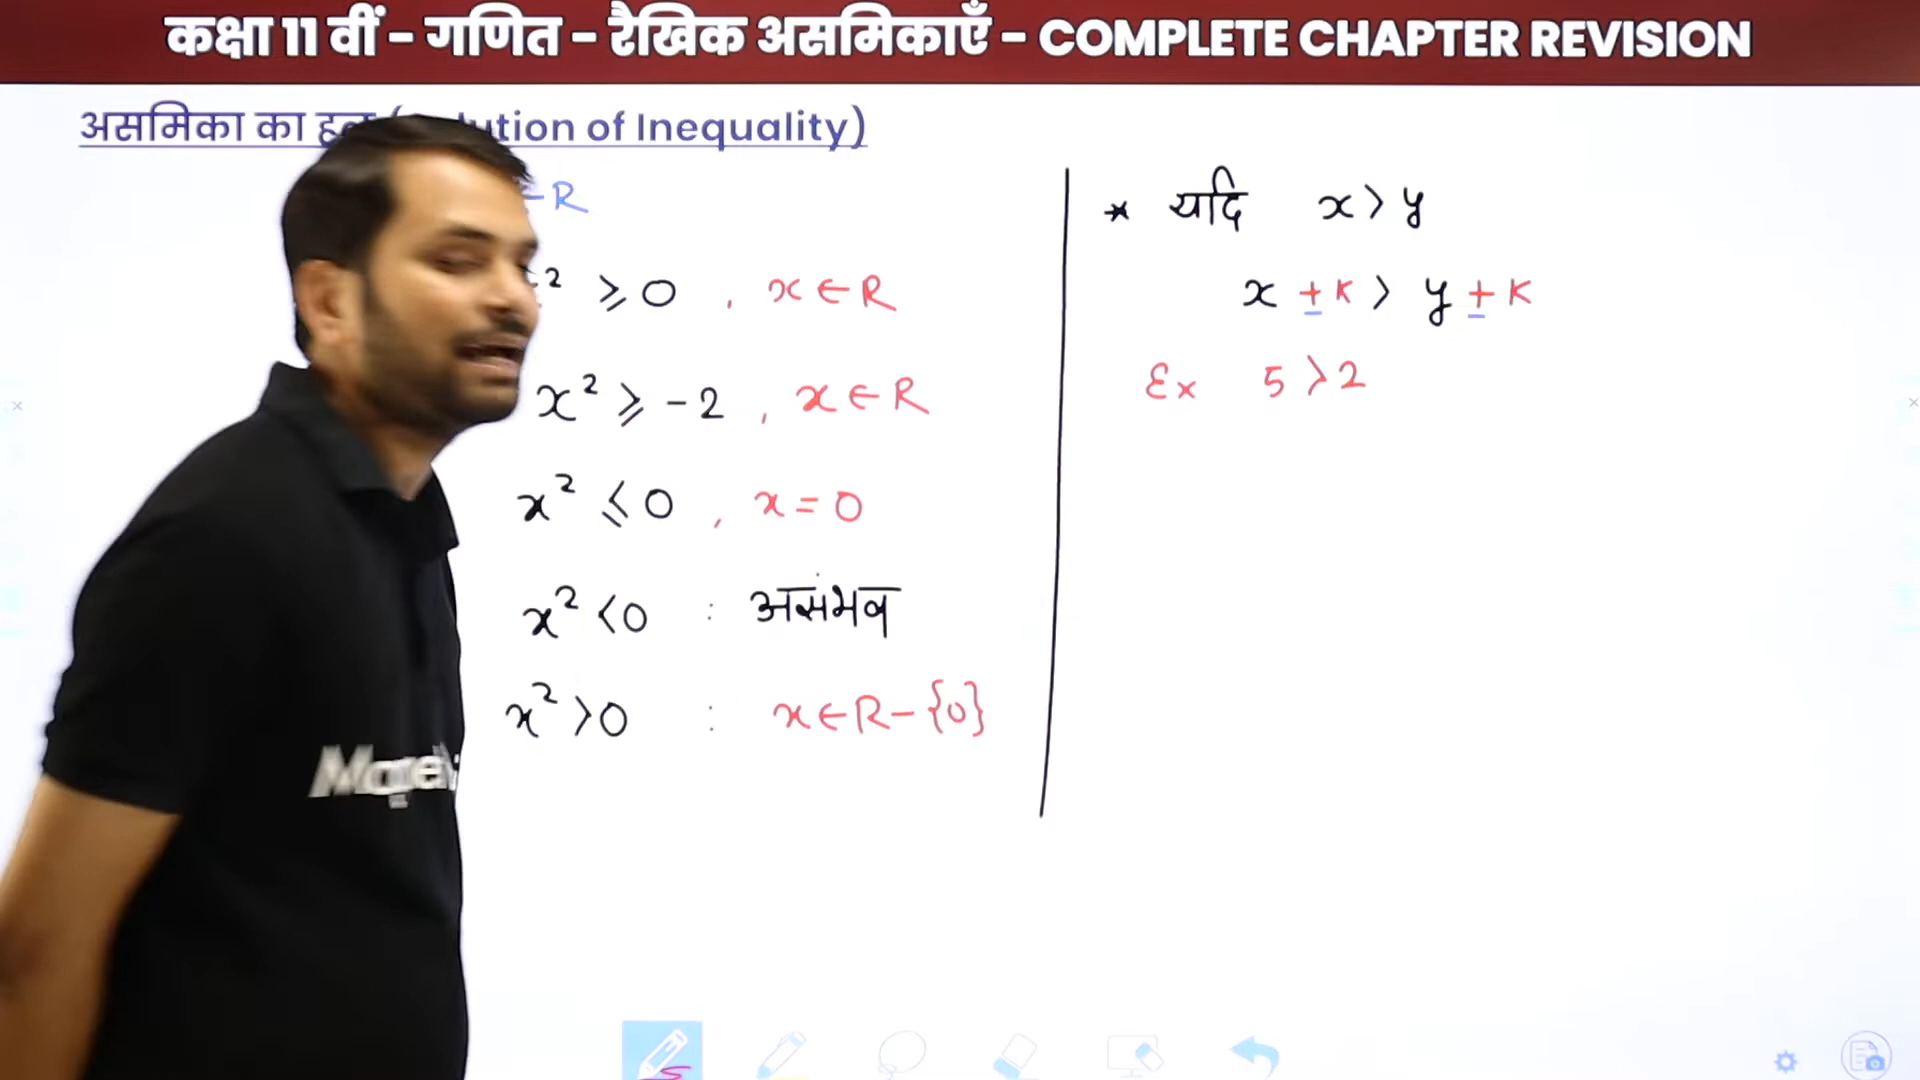 कक्षा 11 वीं – गणित – रैखिक असमिकाएँ – COMPLETE CHAPTER REVISION
असमिका का of Inequality)
R
² ⩾ 0 , x ∈ R
x² ⩾ -2 , x ∈ R
x² ⩽ 0 , x = 0
x² < 0 : असंभव
x² > 0 : x ∈ R - {0}
* यदि x > y
x ± K > y ± K
Ex 5 > 2